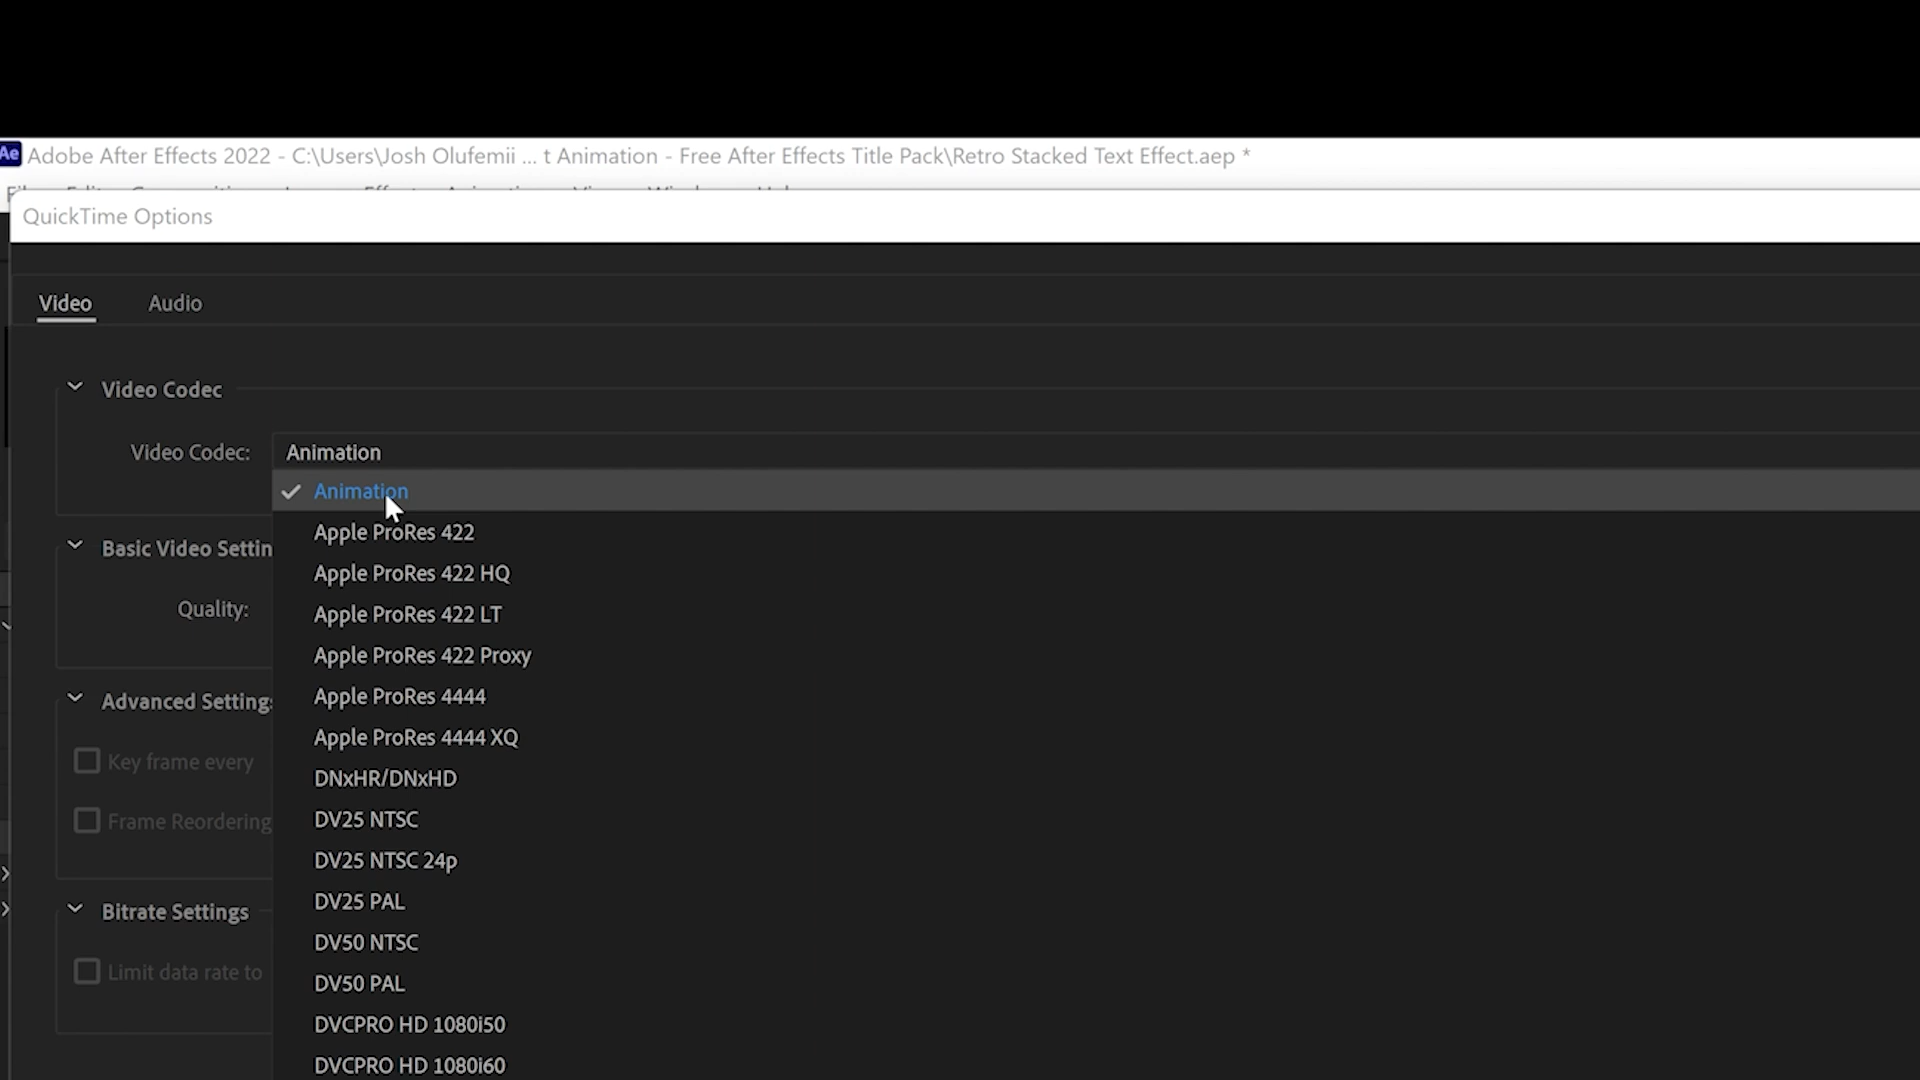 Ae Adobe After Effects 2022 - C:\Users\Josh Olufemii ... t Animation - Free After Effects Title Pack\Retro Stacked Text Effect.aep *
QuickTime Options
Video Audio
Video Codec
Video Codec: Animation
Animation
Apple ProRes 422
Basic Video Settin
Apple ProRes 422 HQ
Quality:
Apple ProRes 422 LT
Apple ProRes 422 Proxy
Advanced Settings
Apple ProRes 4444
Apple ProRes 4444 XQ
Key frame every
DNxHR/DNxHD
Frame Reordering
DV25 NTSC
DV25 NTSC 24p
Bitrate Settings
DV25 PAL
DV50 NTSC
Limit data rate to
DV50 PAL
DVCPRO HD 1080i50
DVCPRO HD 1080i60